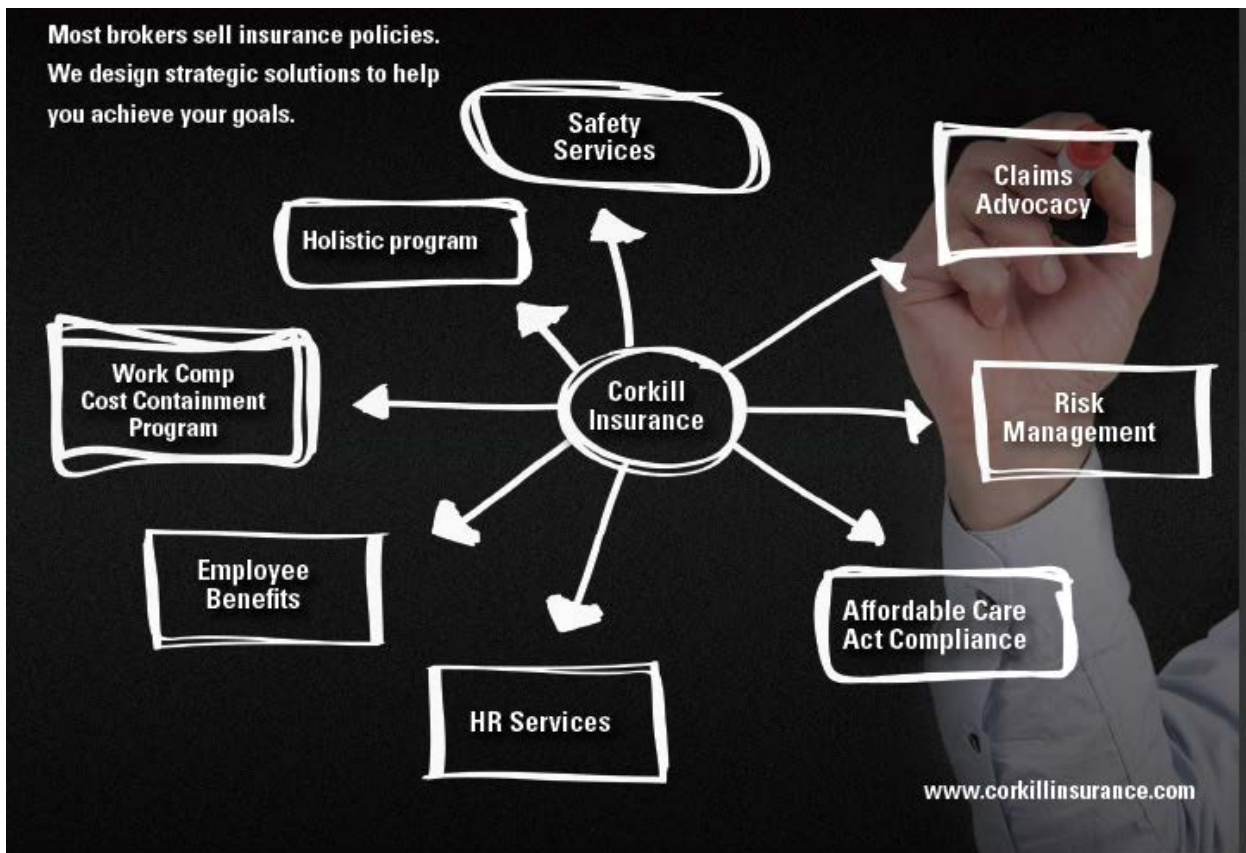 Most brokers sell insurance policies.
We design strategic solutions to help
you achieve your goals.
Safety
Services
Claims
Advocacy
Holistic program
Work Comp
Cost Containment
Program
Corkill
Insurance
Risk
Management
Employee
Benefits
Affordable Care
Act Compliance
HR Services
www.corkillinsurance.com